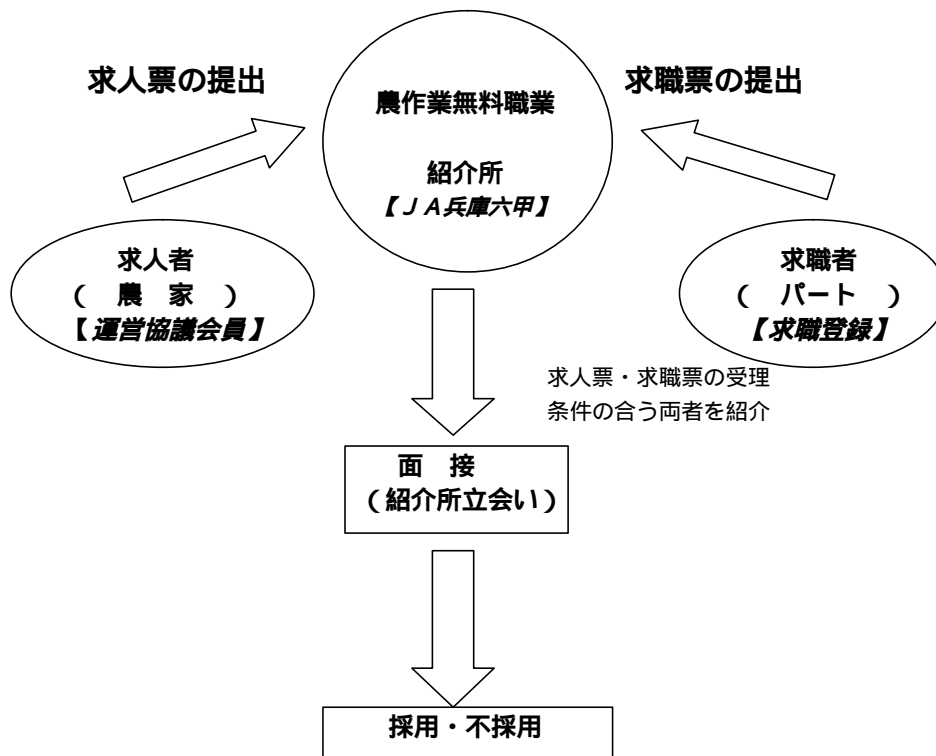 求人票の提出
求職票の提出
農作業無料職業
紹介所
【ＪＡ兵庫六甲】
求人者
（　農　家　）
【運営協議会員】
求職者
（　パート　）
【求職登録】
求人票・求職票の受理
条件の合う両者を紹介
面　接
（紹介所立会い）
採用・不採用